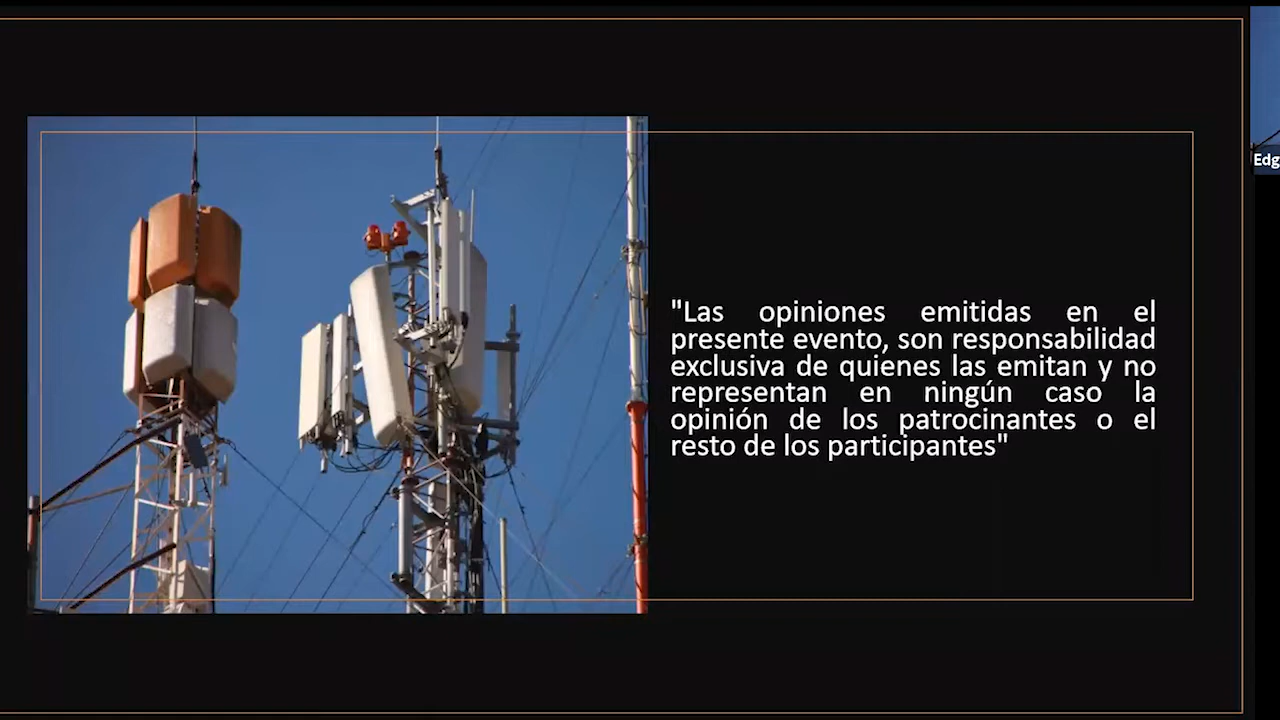 "Las opiniones emitidas en el
presente evento, son responsabilidad
exclusiva de quienes las emitan y no
representan en ningún caso la
opinión de los patrocinantes o el
resto de los participantes"
Edg